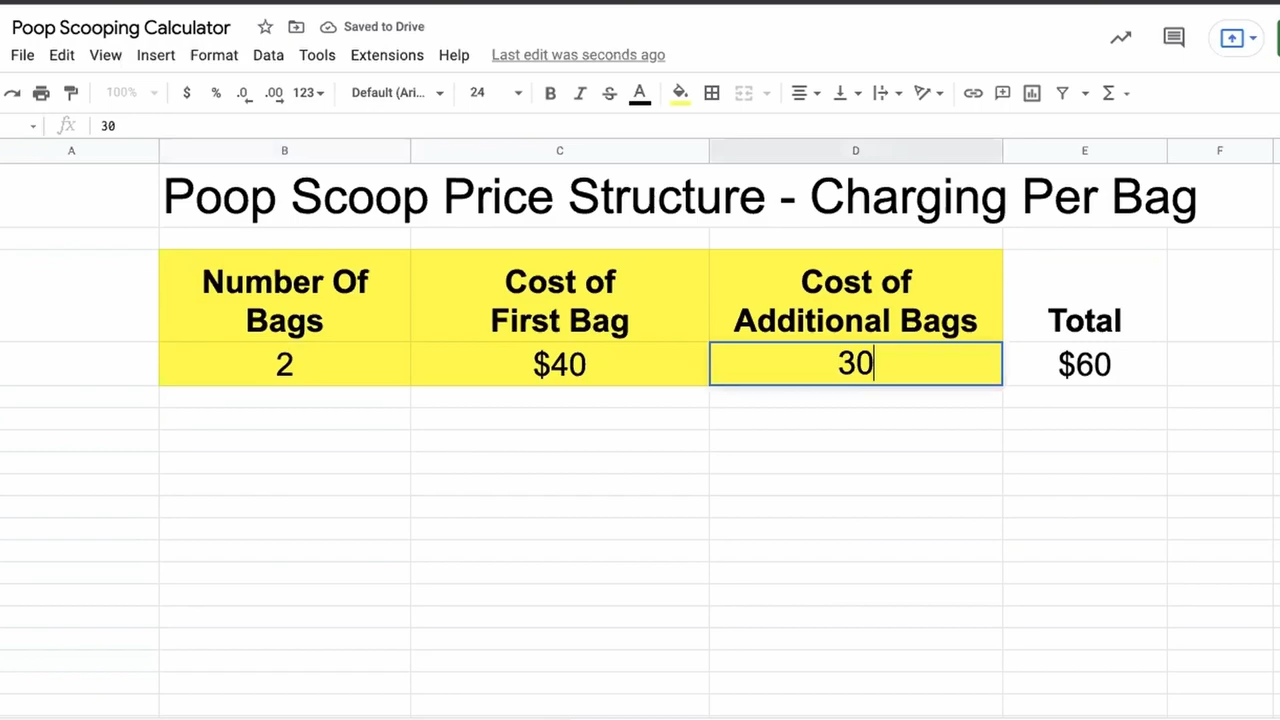 Poop Scooping Calculator Saved to Drive
File Edit View Insert Format Data Tools Extensions Help Last edit was seconds ago
100% $ % .0 .00 123 Default (Ari... 24 B I S A Σ
fx 30
A B C D E F
Poop Scoop Price Structure - Charging Per Bag
Number Of Bags Cost of First Bag Cost of Additional Bags Total
2 $40 30 $60